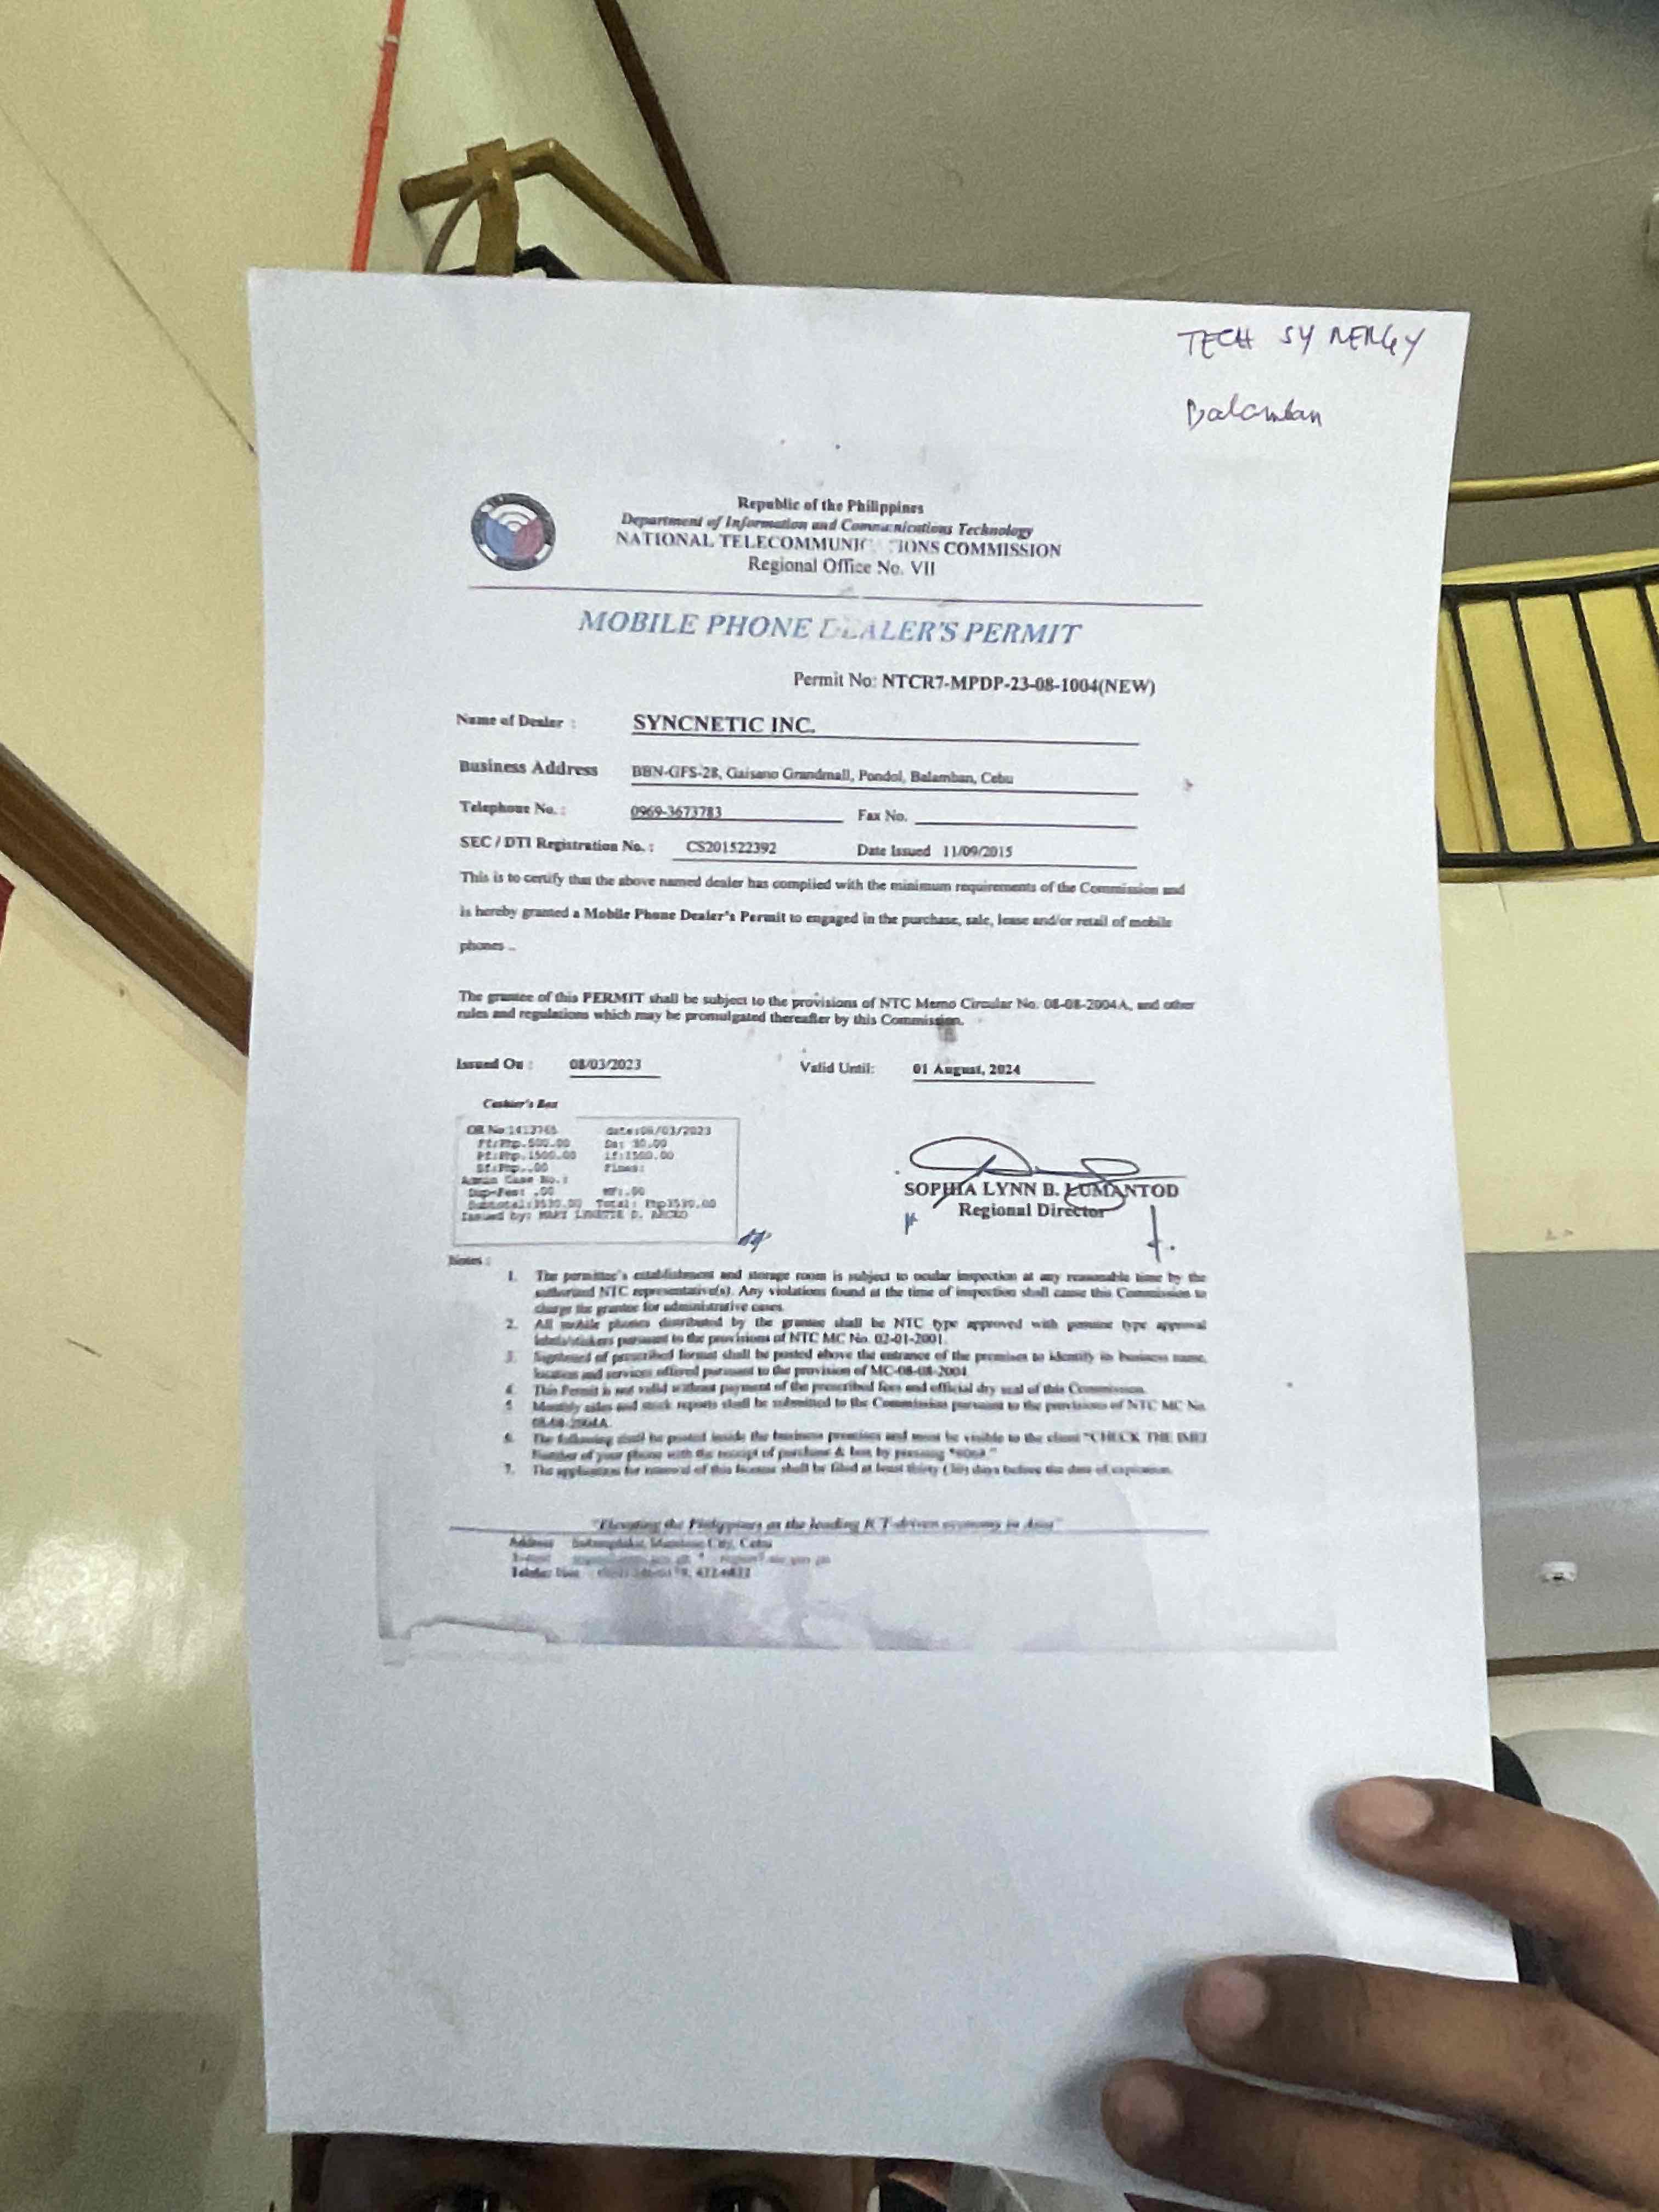 TECH SYNERGY
Balamban
Republic of the Philippines
Department of Information and Communications Technology
NATIONAL TELECOMMUNIC IONS COMMISSION
Regional Office No. VII
MOBILE PHONE DEALER'S PERMIT
Permit No: NTCR7-MPDP-23-08-1004(NEW)
Name of Dealer : SYNCNETIC INC.
Business Address BBN-GFS-28, Gaisano Grandmall, Pondol, Balamban, Cebu
Telephone No. : 0969-3673783 Fax No.
SEC / DTI Registration No. : CS201522392 Date Issued 11/09/2015
This is to certify that the above named dealer has complied with the minimum requirements of the Commission and
is hereby granted a Mobile Phone Dealer's Permit to engaged in the purchase, sale, lease and/or retail of mobile
phones ..
The grantee of this PERMIT shall be subject to the provisions of NTC Memo Circular No. 08-08-2004A, and other
rules and regulations which may be promulgated thereafter by this Commission.
Issued On : 08/03/2023 Valid Until: 01 August, 2024
Cashier's Box
OR No:1413765 date:08/03/2023
Ff:Php.500.00 Ds: 30.00
Pf:Php.1500.00 Lf:1500.00
Sf:Php..00 Fines:
Admin Case No.:
Dup-Fee: .00 MF:.00
Subtotal:3530.00 Total: Php3530.00
Issued by: MARY LYNETTE D.
SOPHIA LYNN B. LUMANTOD
Regional Director
Notes :
1. The permittee's establishment and storage room is subject to ocular inspection at any reasonable time by the
authorized NTC representative(s). Any violations found at the time of inspection shall cause this Commission to
charge the grantee for administrative cases.
2. All mobile phones distributed by the grantee shall be NTC type approved with genuine type approval
labels/stickers pursuant to the provisions of NTC MC No. 02-01-2001.
3. Signboard of prescribed format shall be posted above the entrance of the premises to identify its business name,
location and services offered pursuant to the provision of MC-08-08-2004
4. This Permit is not valid without payment of the prescribed fees and official dry seal of this Commission.
5. Monthly sales and stock reports shall be submitted to the Commission pursuant to the provisions of NTC MC No.
08-08-2004A.
6. The following shall be posted inside the business premises and must be visible to the client "CHECK THE IMEI
Number of your phone with the receipt of purchase & box by pressing *#06# "
7. The application for renewal of this license shall be filed at least thirty (30) days before the date of expiration.
"Elevating the Philippines as the leading ICT-driven economy in Asia"
Address Mandaue City, Cebu